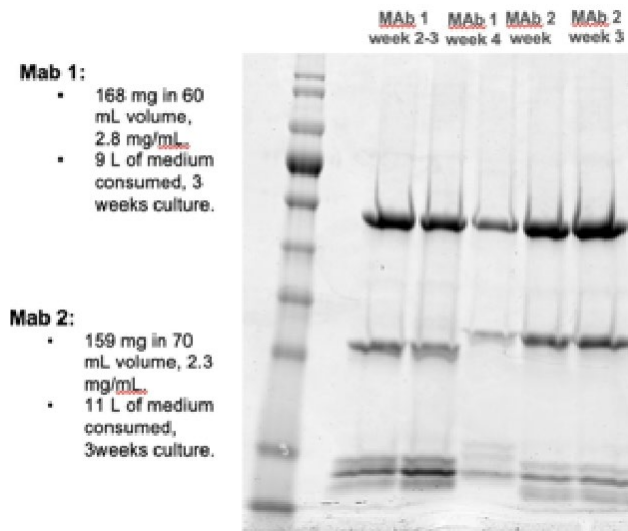 MAb 1 MAb 1 MAb 2 MAb 2
week 2-3 week 4 week week 3
Mab 1:
• 168 mg in 60
mL volume,
2.8 mg/mL.
• 9 L of medium
consumed, 3
weeks culture.
Mab 2:
• 159 mg in 70
mL volume, 2.3
mg/mL.
• 11 L of medium
consumed,
3weeks culture.